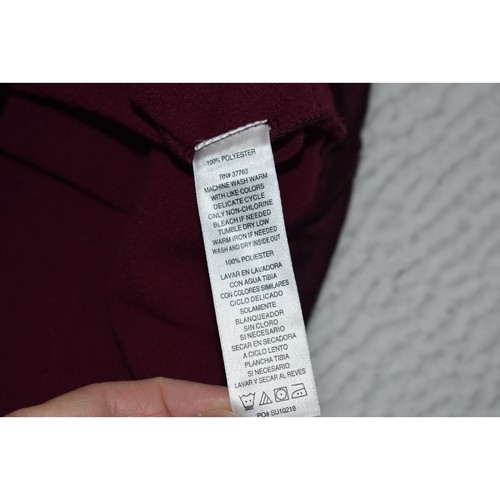 100% POLYESTER
RN# 37763
MACHINE WASH WARM
WITH LIKE COLORS
DELICATE CYCLE
ONLY NON-CHLORINE
BLEACH IF NEEDED
TUMBLE DRY LOW
WARM IRON IF NEEDED
WASH AND DRY INSIDE OUT
100% POLIESTER
LAVAR EN LAVADORA
CON AGUA TIBIA
CON COLORES SIMILARES
CICLO DELICADO
SOLAMENTE
BLANQUEADOR
SIN CLORO
SI NECESARIO
SECAR EN SECADORA
A CICLO LENTO
PLANCHA TIBIA
SI NECESARIO
LAVAR Y SECAR AL REVES
PO# SU10218